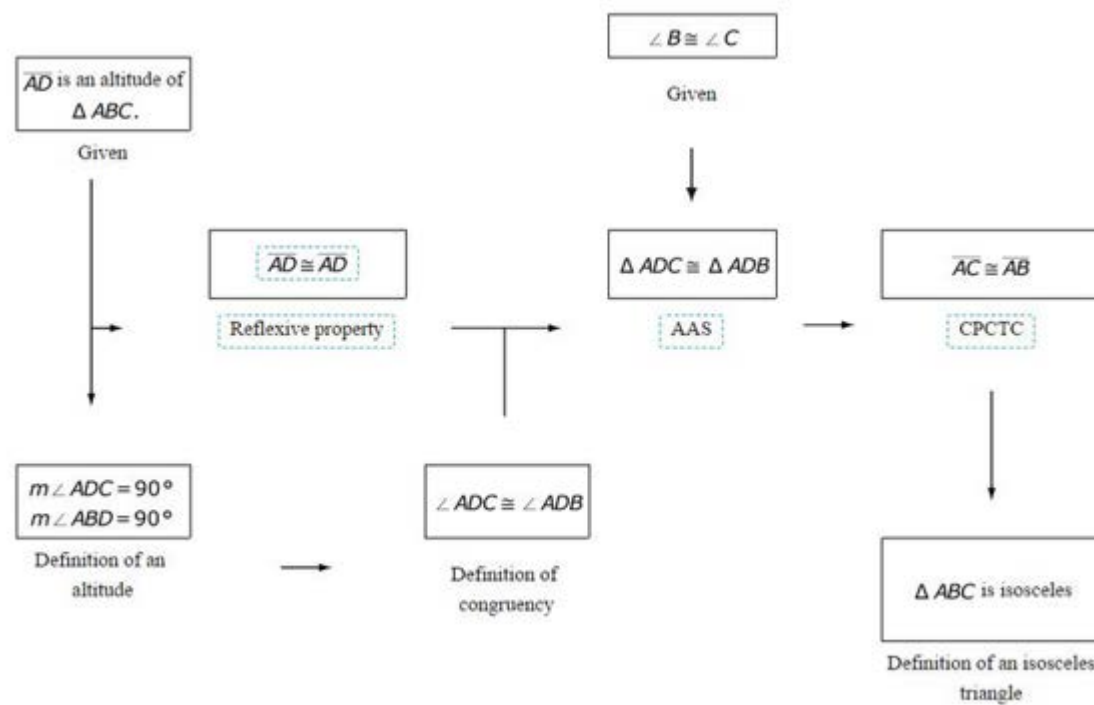 ∠B ≅ ∠C
Given
AD is an altitude of
Δ ABC.
Given
AD ≅ AD
Reflexive property
Δ ADC ≅ Δ ADB
AAS
AC ≅ AB
CPCTC
m∠ADC = 90°
m∠ABD = 90°
Definition of an
altitude
∠ADC ≅ ∠ADB
Definition of
congruency
Δ ABC is isosceles
Definition of an isosceles
triangle